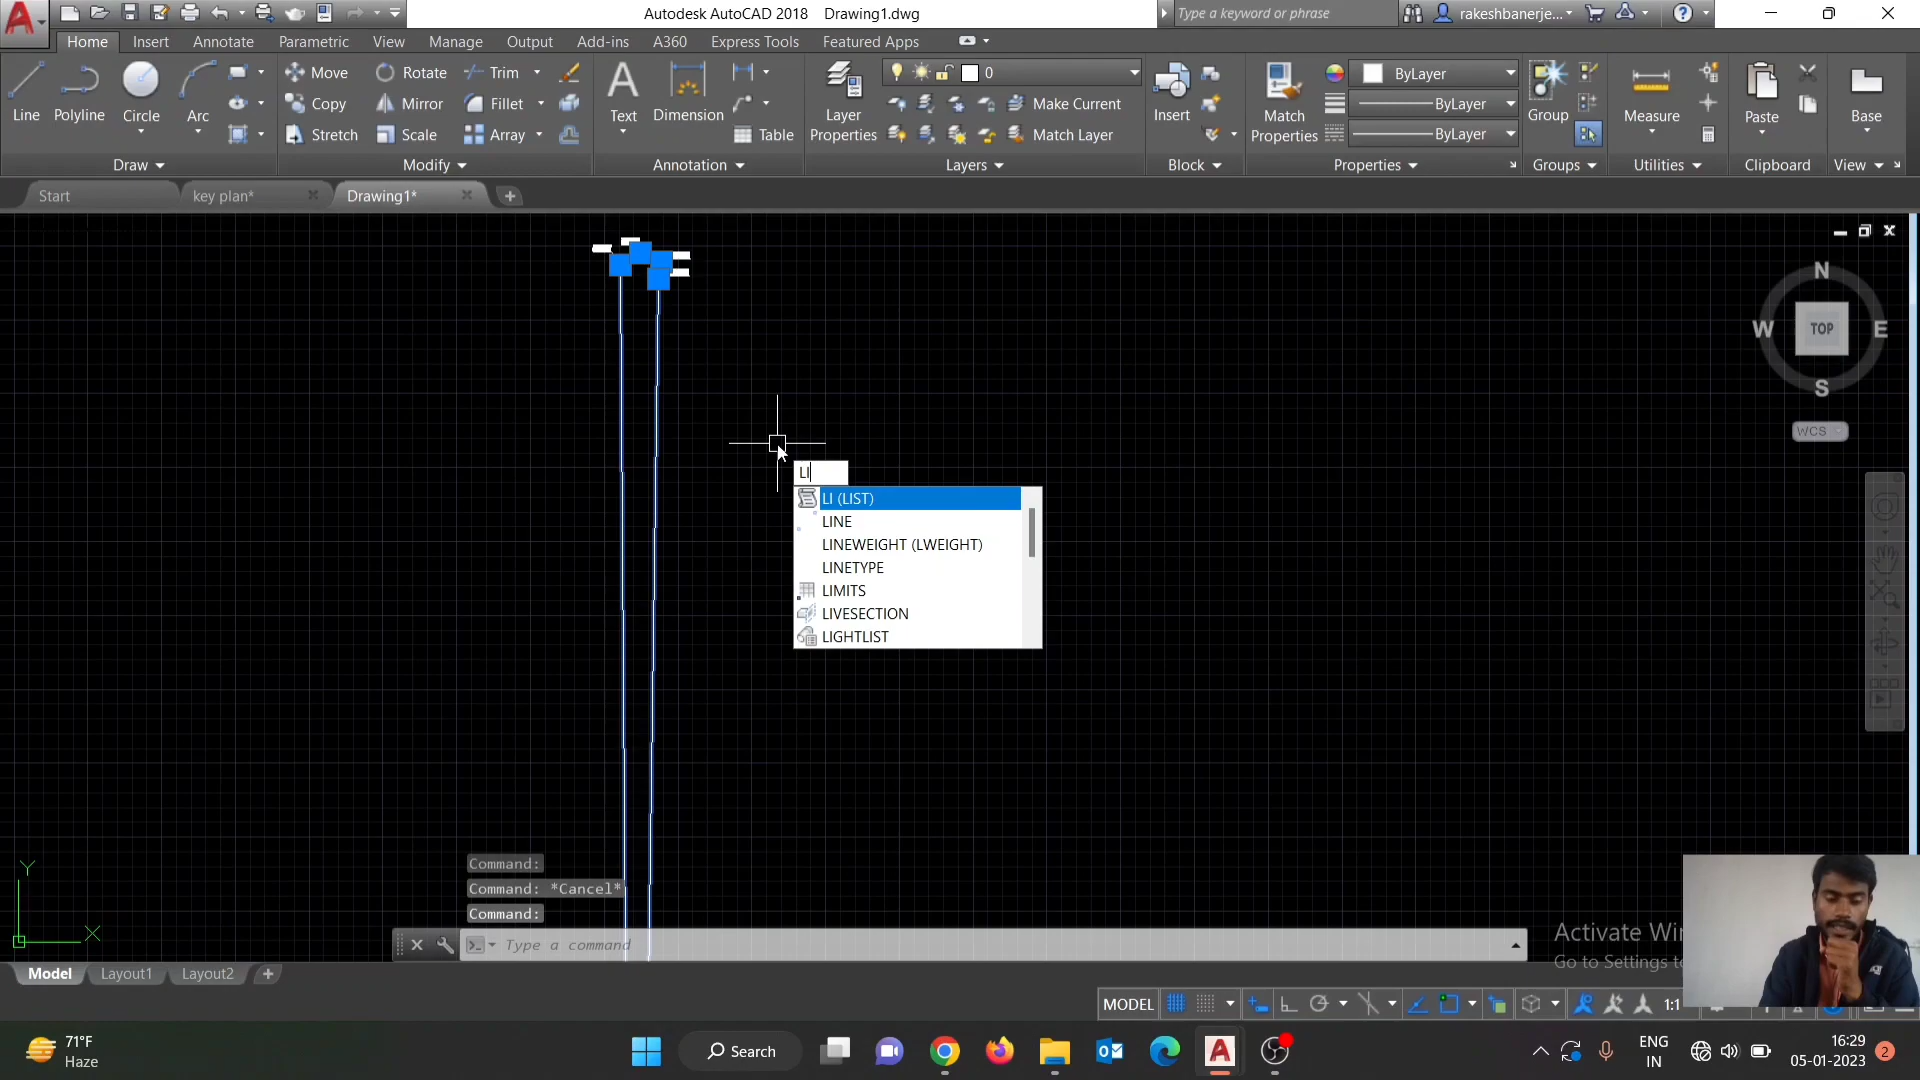 Autodesk AutoCAD 2018 Drawing1.dwg
Type a keyword or phrase
rakeshbanerje...
Home Insert Annotate Parametric View Manage Output Add-ins A360 Express Tools Featured Apps
Line Polyline Circle Arc
Move Rotate Trim
Copy Mirror Fillet
Stretch Scale Array
Text Dimension Table
Layer Properties
0
Make Current
Match Layer
Insert
Match Properties
ByLayer
ByLayer
ByLayer
Group
Measure
Paste
Base
Draw Modify Annotation Layers Block Properties Groups Utilities Clipboard View
Start key plan* Drawing1*
N
W TOP E
S
WCS
LI
LI (LIST)
LINE
LINEWEIGHT (LWEIGHT)
LINETYPE
LIMITS
LIVESECTION
LIGHTLIST
Y
X
Command:
Command: *Cancel*
Command:
Type a command
Activate Wi
Go to Settings t
Model Layout1 Layout2
MODEL 1:1
71°F
Haze
Search
ENG
IN
16:29
05-01-2023
2